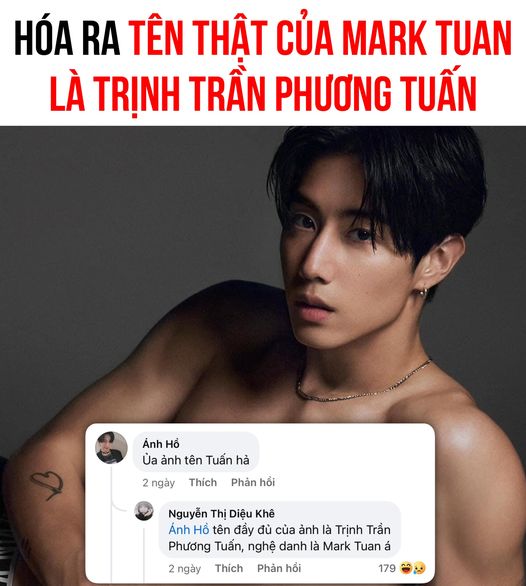 HÓA RA TÊN THẬT CỦA MARK TUAN
LÀ TRỊNH TRẦN PHƯƠNG TUẤN
Ánh Hồ
Ủa ảnh tên Tuấn hả
2 ngày Thích Phản hồi
Nguyễn Thị Diệu Khê
Ánh Hồ tên đầy đủ của ảnh là Trịnh Trần
Phương Tuấn, nghệ danh là Mark Tuan á
2 ngày Thích Phản hồi 179